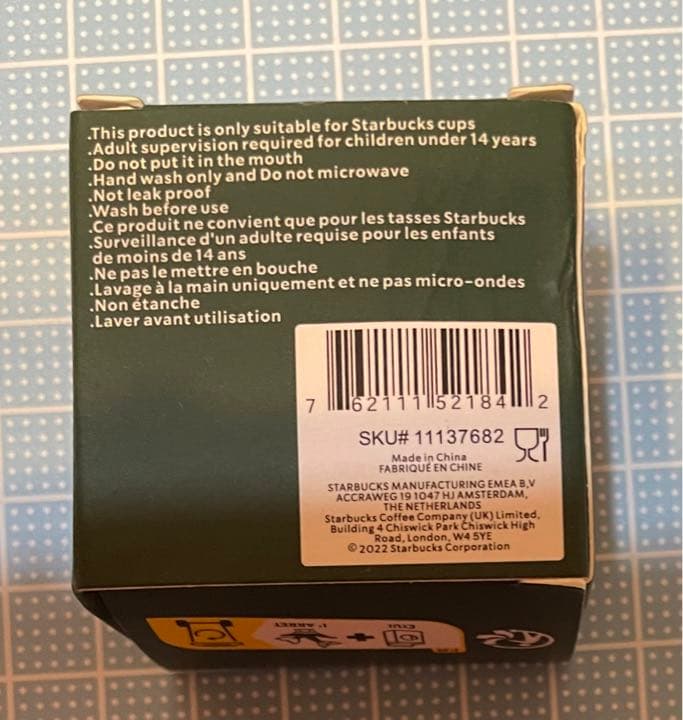 .This product is only suitable for Starbucks cups
.Adult supervision required for children under 14 years
.Do not put it in the mouth
.Hand wash only and Do not microwave
.Not leak proof
.Wash before use
.Ce produit ne convient que pour les tasses Starbucks
.Surveillance d'un adulte requise pour les enfants
de moins de 14 ans
.Ne pas le mettre en bouche
.Lavage à la main uniquement et ne pas micro-ondes
.Non étanche
.Laver avant utilisation
7 62111 52184 2
SKU# 11137682
Made in China
FABRIQUÉ EN CHINE
STARBUCKS MANUFACTURING EMEA B,V
ACCRAWEG 19 1047 HJ AMSTERDAM,
THE NETHERLANDS
Starbucks Coffee Company (UK) Limited,
Building 4 Chiswick Park Chiswick High
Road, London, W4 5YE
©2022 Starbucks Corporation